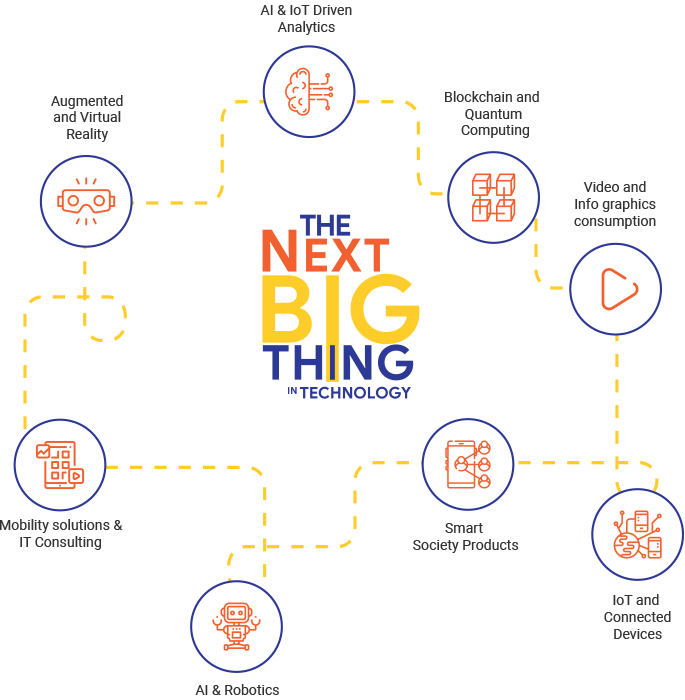 AI & IoT Driven
Analytics
Augmented
and Virtual
Reality
Blockchain and
Quantum
Computing
Video and
Info graphics
consumption
THE
NEXT
BIG
THING
IN TECHNOLOGY
Mobility solutions &
IT Consulting
Smart
Society Products
IoT and
Connected
Devices
AI & Robotics